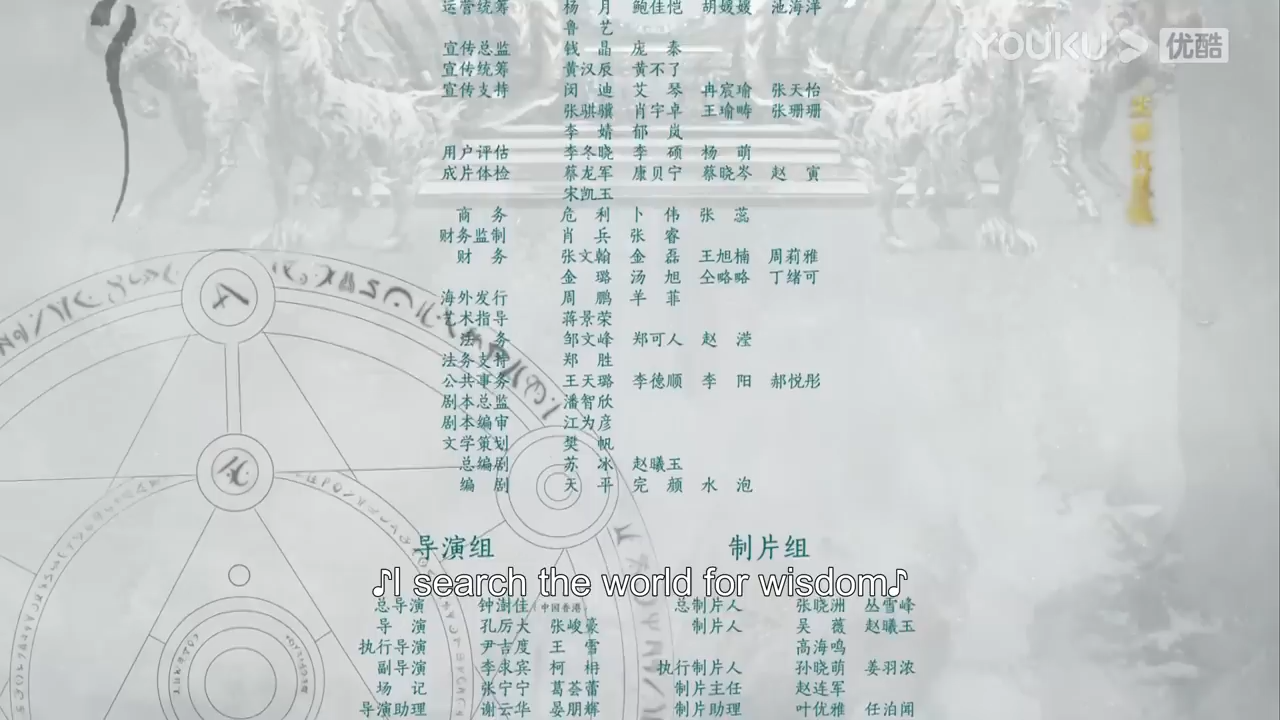 运营统筹 杨月 鲍佳恺 胡媛媛 池海洋
YOUKU 优酷
鲁艺
宣传总监 钱晶 庞泰
宣传统筹 黄汉辰 黄不了
宣传支持 闵迪 艾琴 冉宸瑜 张天怡
张骐骥 肖宇卓 王瑜畴 张珊珊
李婧 郁岚
用户评估 李冬晓 李硕 杨萌
成片体检 蔡龙军 康贝宁 蔡晓岑 赵寅
宋凯玉
商务 危利 卜伟 张蕊
财务监制 肖兵 张睿
财务 张文翰 金磊 王旭楠 周莉雅
金璐 汤旭 仝略略 丁绪可
海外发行 周鹏 羊菲
艺术指导 蒋景荣
法务 邹文峰 郑可人 赵滢
法务支持 郑胜
公共事务 王天璐 李德顺 李阳 郝悦彤
剧本总监 潘智欣
剧本编审 江为彦
文学策划 樊帆
总编剧 苏冰 赵曦玉
编剧 天平 完颜 水泡
导演组 制片组
♪I search the world for wisdom♪
总导演 钟澍佳(中国香港) 总制片人 张晓洲 丛雪峰
导演 孔厉大 张峻豪 制片人 吴薇 赵曦玉
执行导演 尹吉度 王雪 高海鸣
副导演 李求宾 柯枬 执行制片人 孙晓萌 姜羽浓
场记 张宁宁 葛荟蕾 制片主任 赵连军
导演助理 谢云华 晏朋辉 制片助理 叶优雅 任泊闻